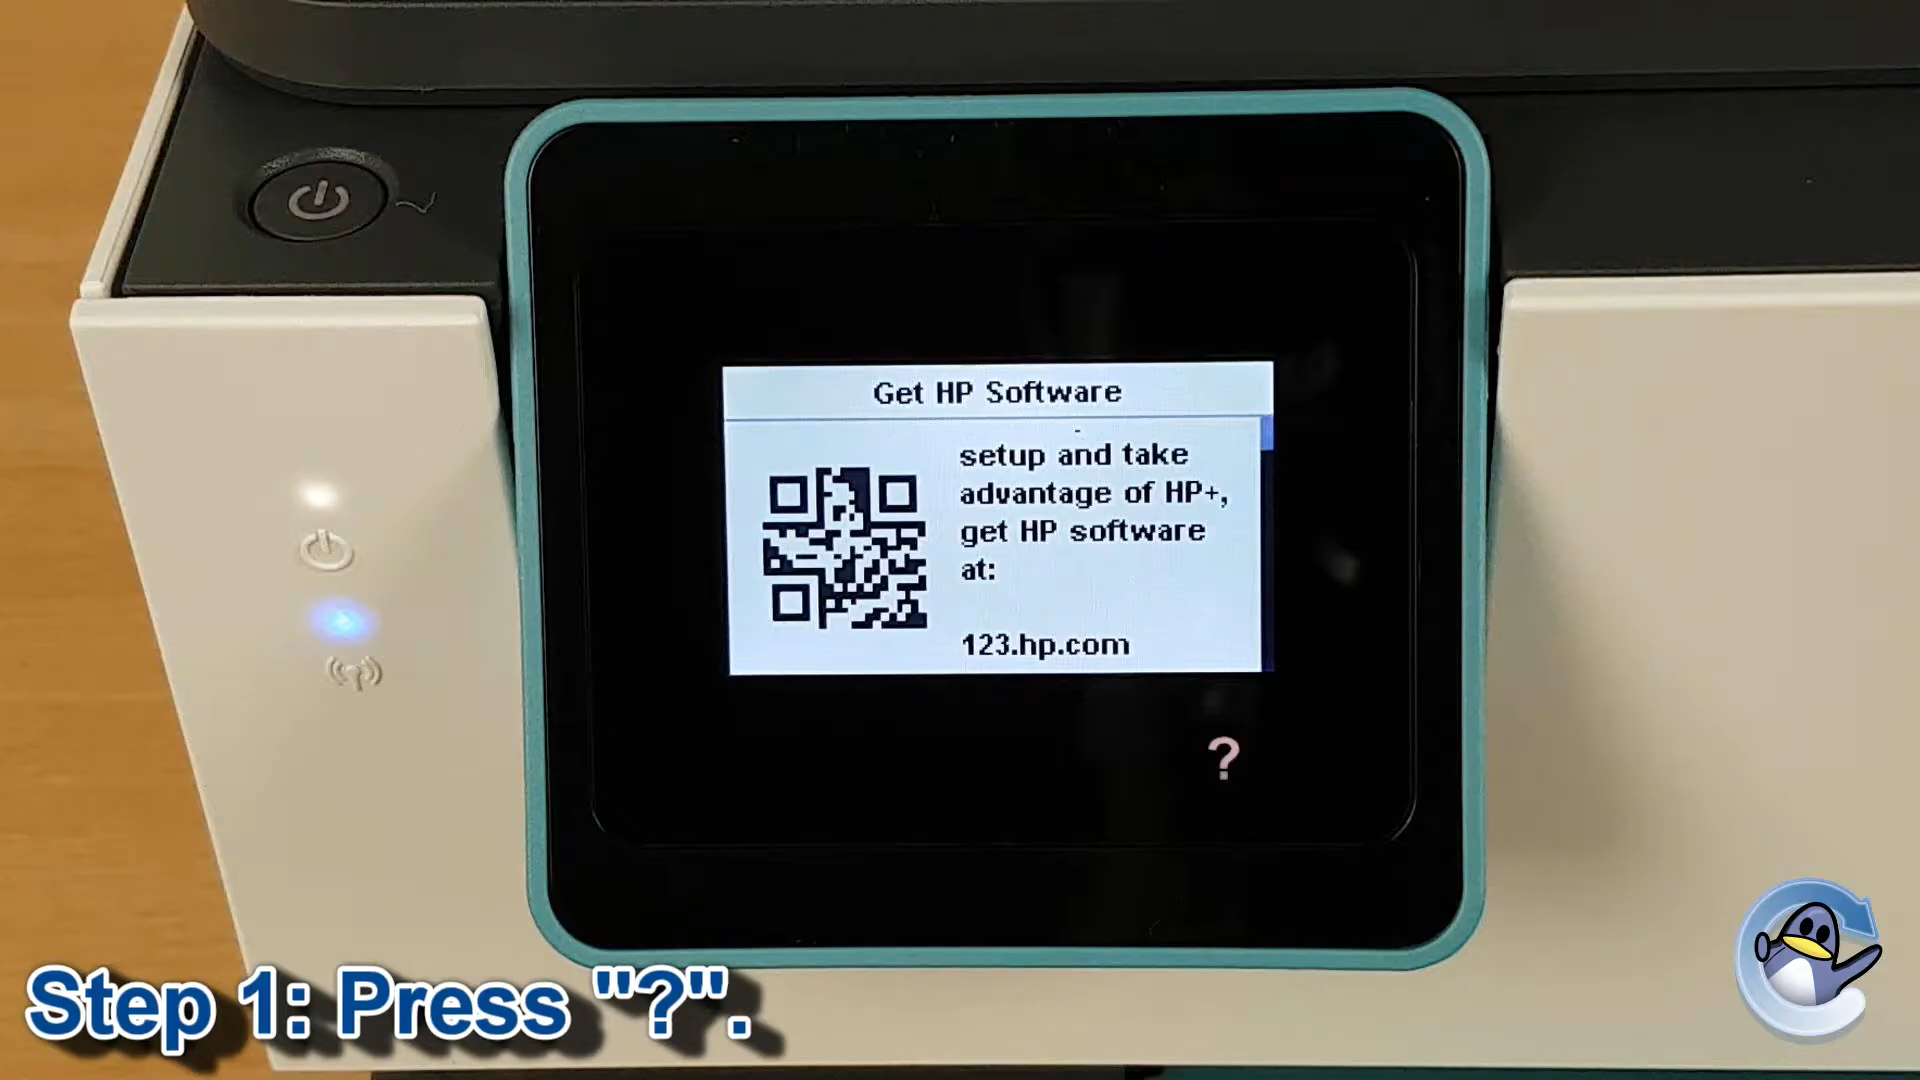 Get HP Software
setup and take
advantage of HP+,
get HP software
at:
123.hp.com
?
Step 1: Press "?".